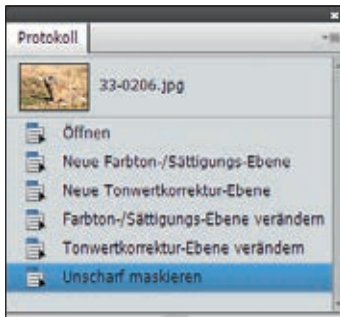 Protokoll
33-0206.jpg
Öffnen
Neue Farbton-/Sättigungs-Ebene
Neue Tonwertkorrektur-Ebene
Farbton-/Sättigungs-Ebene verändern
Tonwertkorrektur-Ebene verändern
Unscharf maskieren